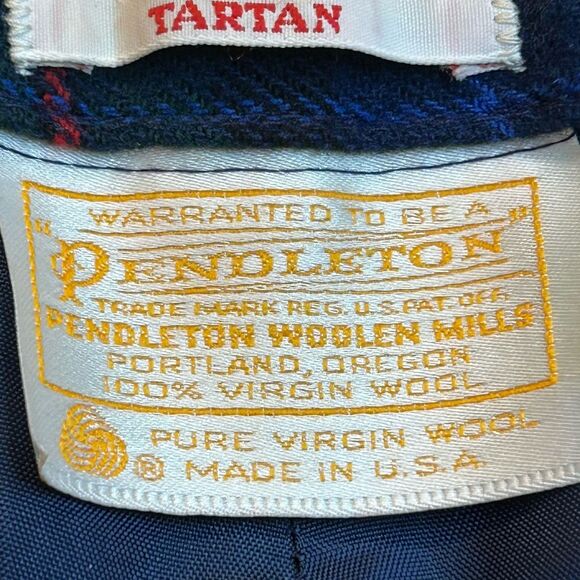 TARTAN
WARRANTED TO BE A
"PENDLETON"
TRADE MARK REG. U.S. PAT. OFF.
PENDLETON WOOLEN MILLS
PORTLAND, OREGON
100% VIRGIN WOOL
PURE VIRGIN WOOL
® MADE IN U.S.A.